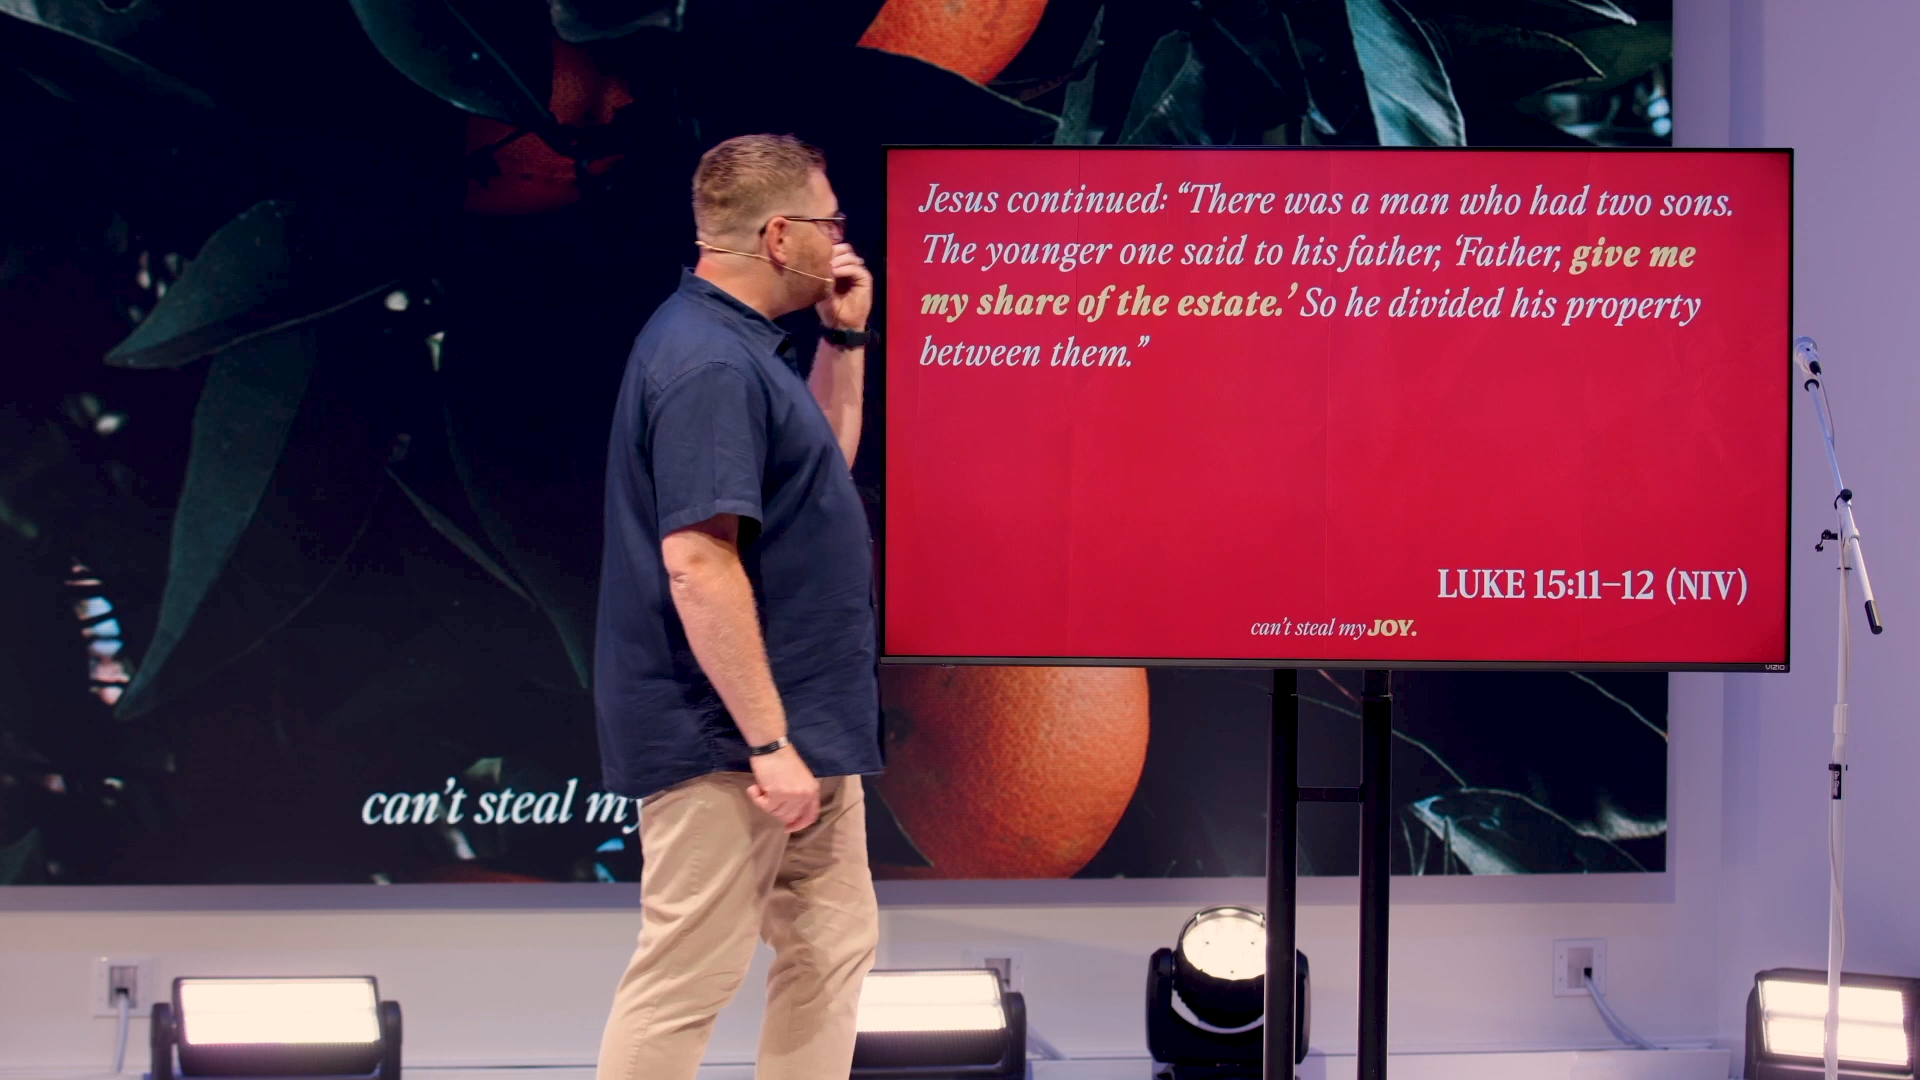 Jesus continued: “There was a man who had two sons.
The younger one said to his father, ‘Father, give me
my share of the estate.’ So he divided his property
between them.”
LUKE 15:11–12 (NIV)
can’t steal my JOY.
VIZIO
can’t steal my